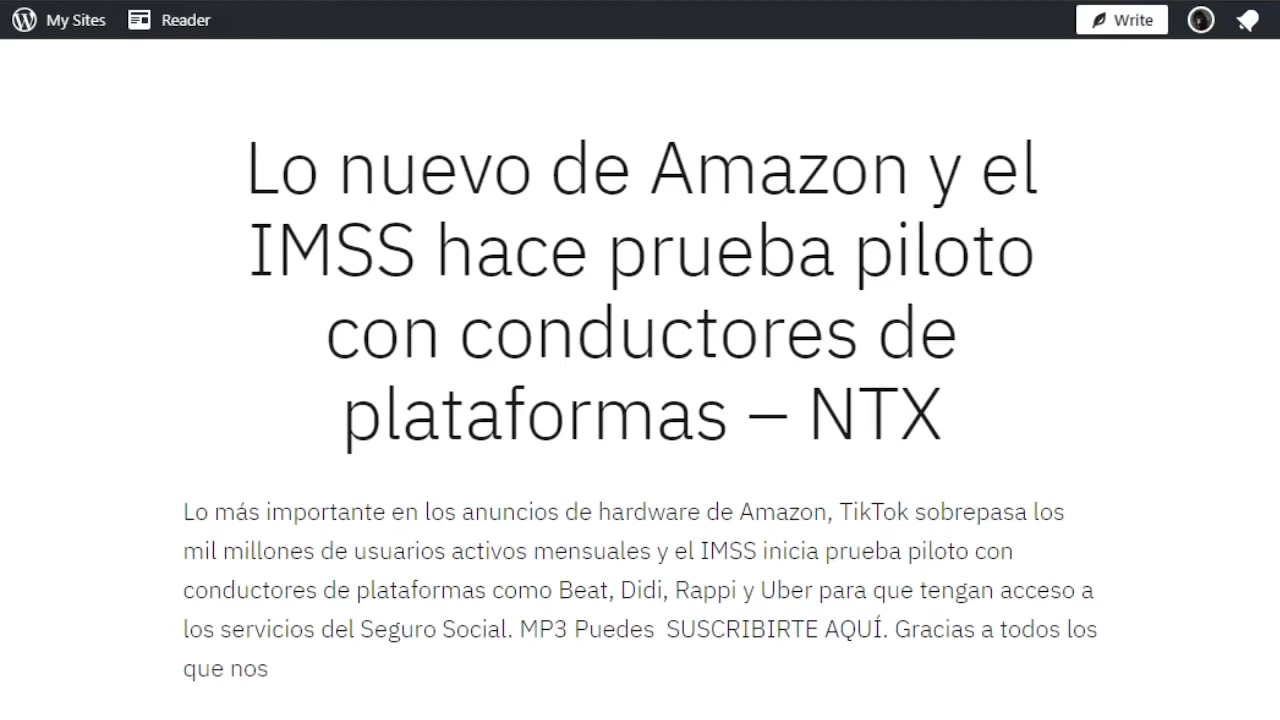 My Sites Reader Write
Lo nuevo de Amazon y el
IMSS hace prueba piloto
con conductores de
plataformas – NTX
Lo más importante en los anuncios de hardware de Amazon, TikTok sobrepasa los
mil millones de usuarios activos mensuales y el IMSS inicia prueba piloto con
conductores de plataformas como Beat, Didi, Rappi y Uber para que tengan acceso a
los servicios del Seguro Social. MP3 Puedes  SUSCRIBIRTE AQUÍ. Gracias a todos los
que nos